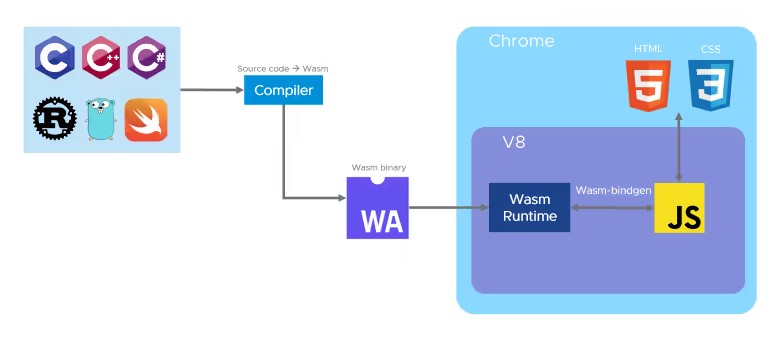 Chrome
HTML
CSS
5
3
C
C++
C#
R
Source code → Wasm
Compiler
V8
Wasm binary
WA
Wasm
Runtime
Wasm-bindgen
JS